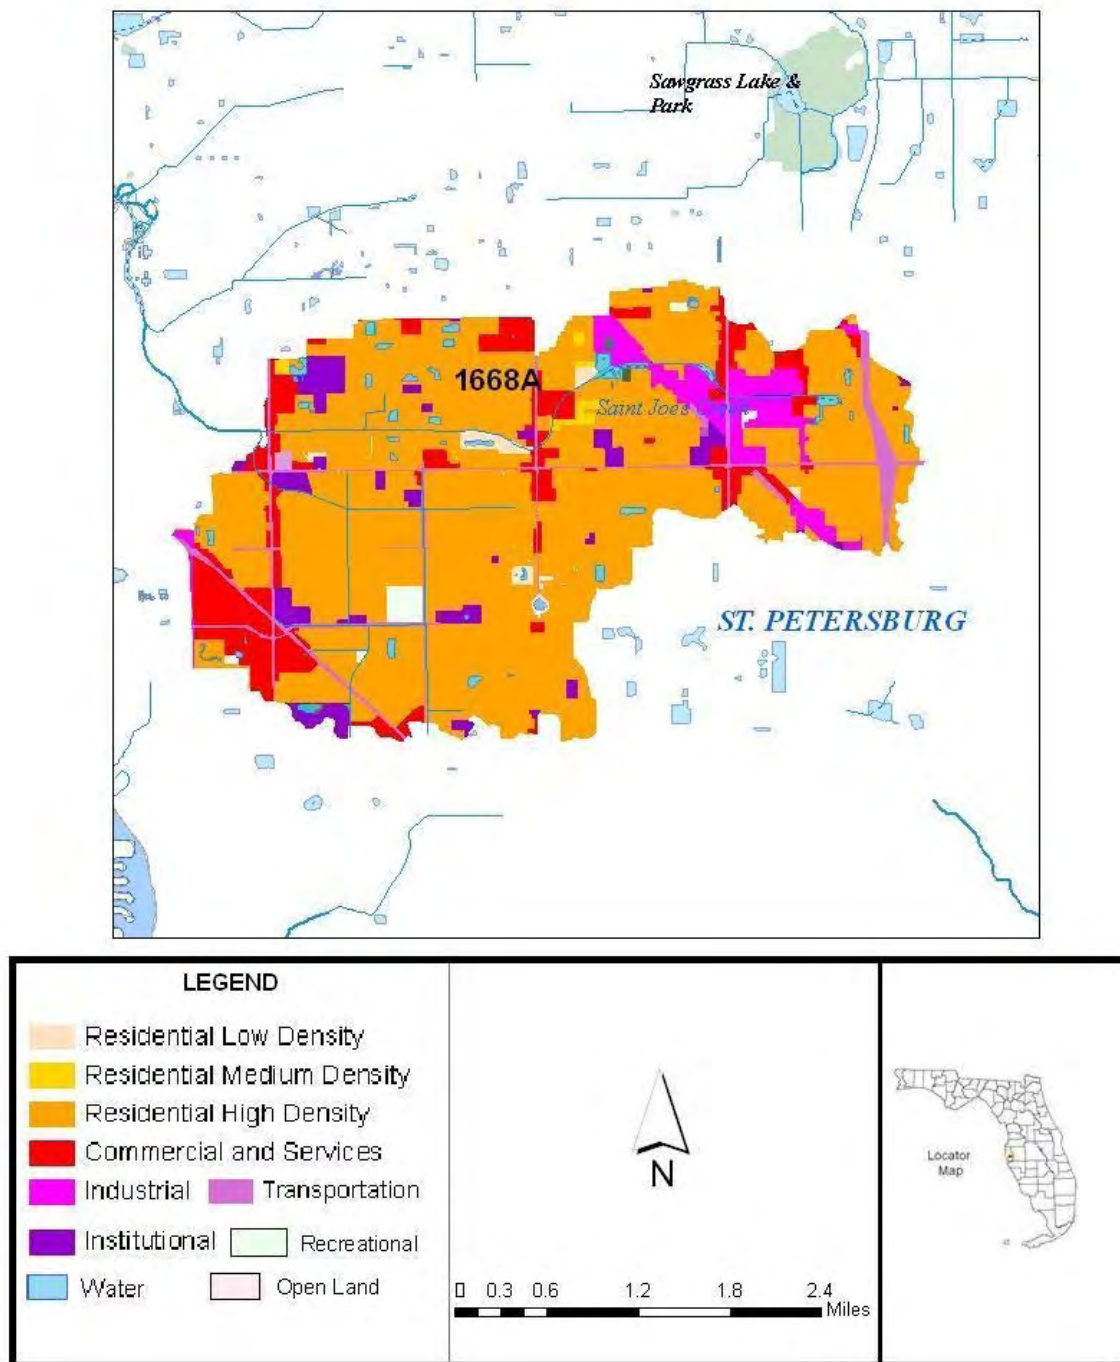 Sawgrass Lake &
Park
1668A
Saint Joes Creek
ST. PETERSBURG
LEGEND
Residential Low Density
Residential Medium Density
Residential High Density
Commercial and Services
Industrial
Transportation
Institutional
Recreational
Water
Open Land
N
0 0.3 0.6 1.2 1.8 2.4
Miles
Locator
Map